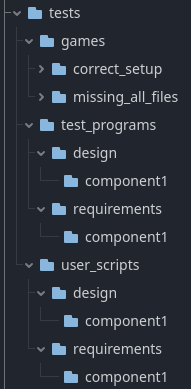 tests
games
correct_setup
missing_all_files
test_programs
design
component1
requirements
component1
user_scripts
design
component1
requirements
component1